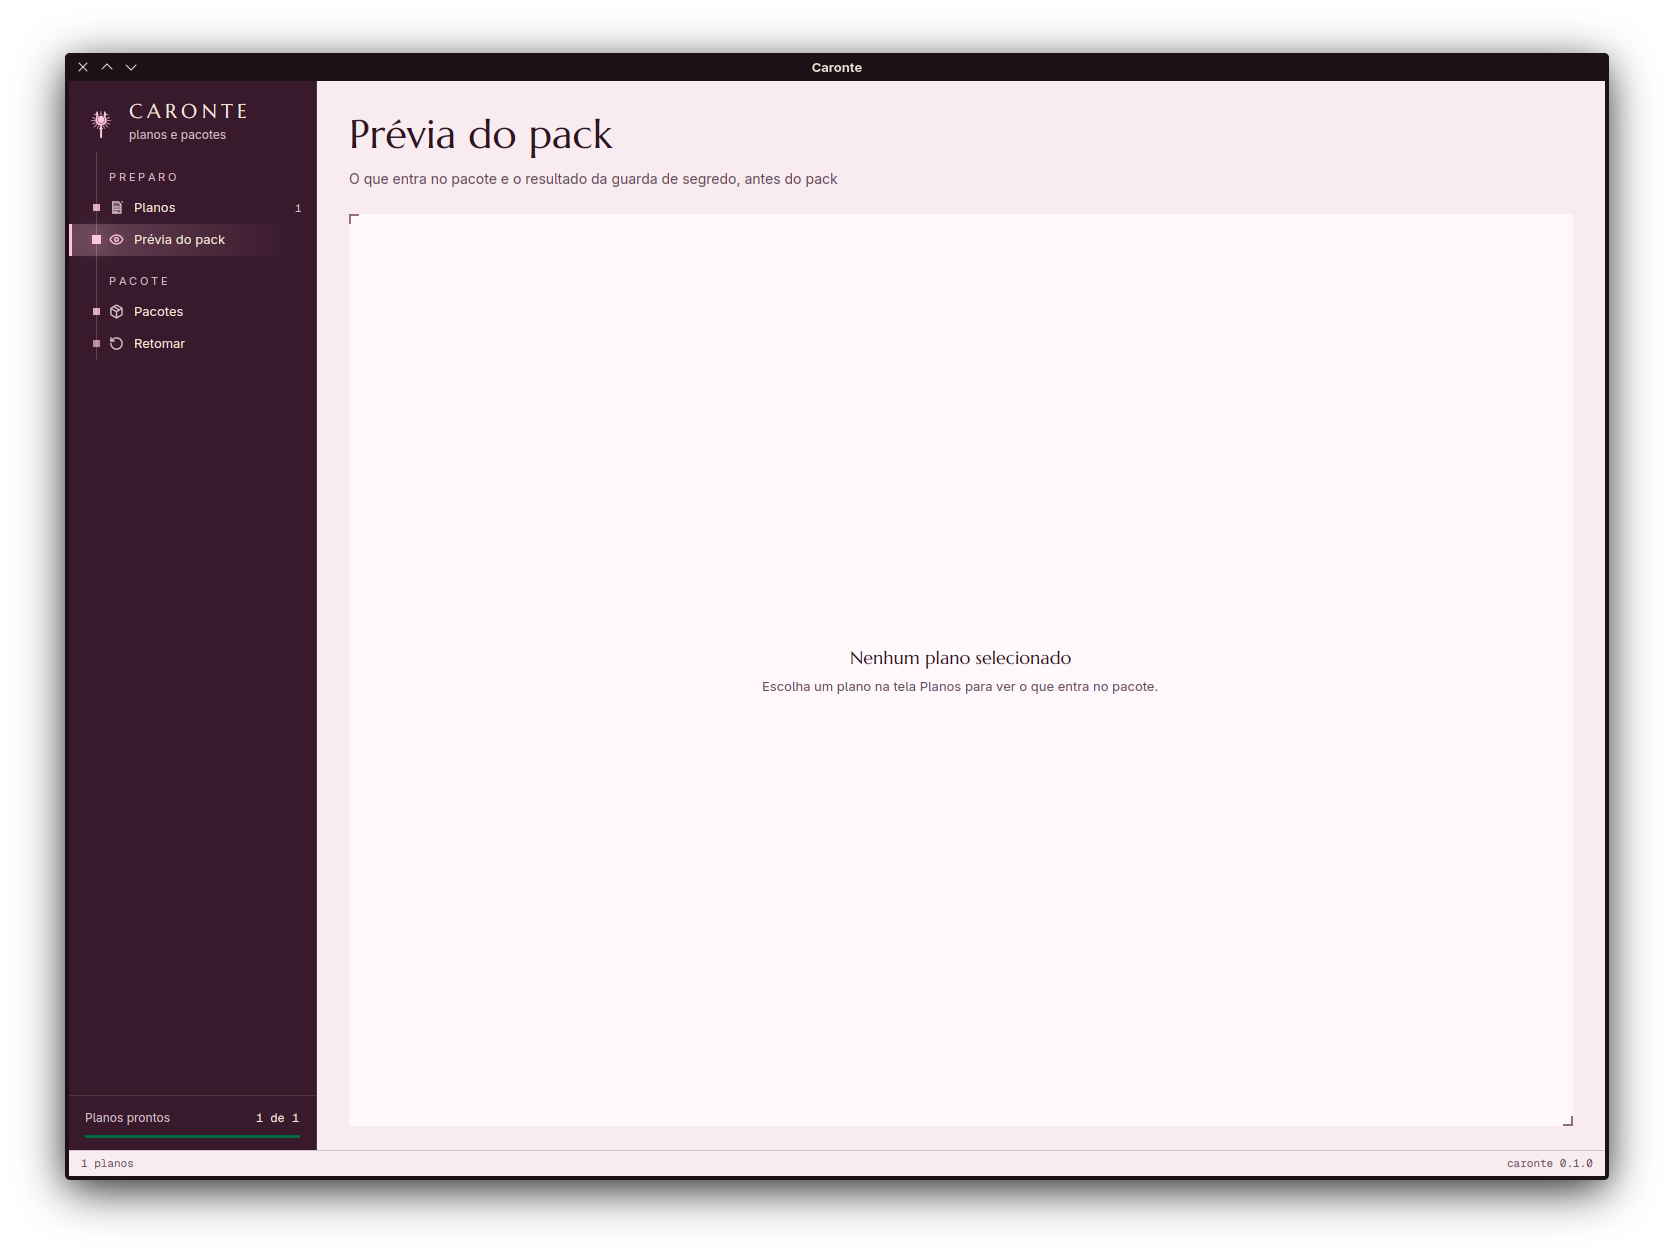 Caronte
CARONTE
planos e pacotes
PREPARO
Planos 1
Prévia do pack
PACOTE
Pacotes
Retomar
Prévia do pack
O que entra no pacote e o resultado da guarda de segredo, antes do pack
Nenhum plano selecionado
Escolha um plano na tela Planos para ver o que entra no pacote.
Planos prontos 1 de 1
1 planos
caronte 0.1.0